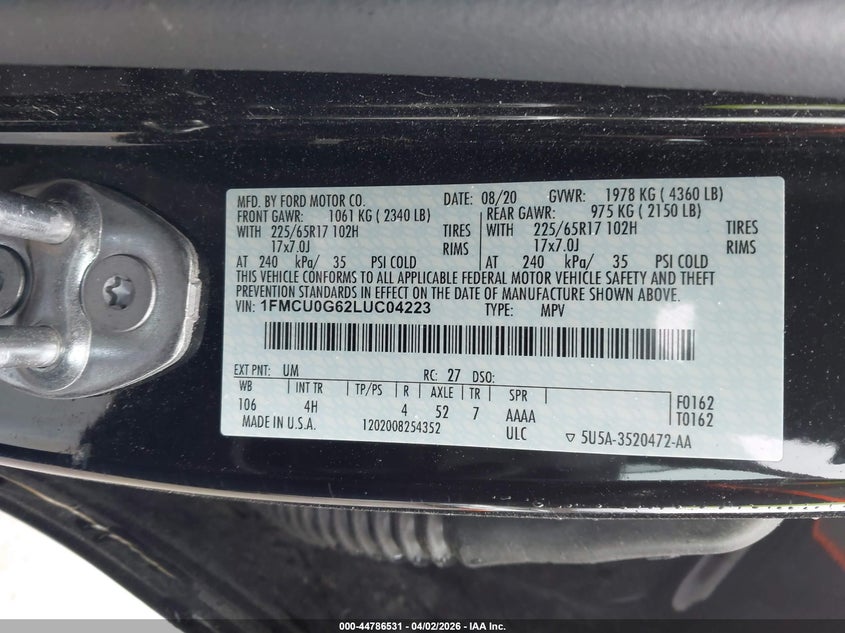 MFD. BY FORD MOTOR CO. DATE: 08/20 GVWR: 1978 KG ( 4360 LB)
FRONT GAWR: 1061 KG ( 2340 LB) REAR GAWR: 975 KG ( 2150 LB)
WITH 225/65R17 102H TIRES WITH 225/65R17 102H TIRES
17x7.0J RIMS 17x7.0J RIMS
AT 240 kPa/ 35 PSI COLD AT 240 kPa/ 35 PSI COLD
THIS VEHICLE CONFORMS TO ALL APPLICABLE FEDERAL MOTOR VEHICLE SAFETY AND THEFT
PREVENTION STANDARDS IN EFFECT ON THE DATE OF MANUFACTURE SHOWN ABOVE.
VIN: 1FMCU0G62LUC04223 TYPE: MPV
EXT PNT: UM RC: 27 DSO:
WB INT TR TP/PS R AXLE TR SPR F0162
106 4H 4 52 7 AAAA T0162
MADE IN U.S.A. 1202008254352 ULC ▽ 5U5A-3520472-AA
000-44786531 - 04/02/2026 - IAA Inc.